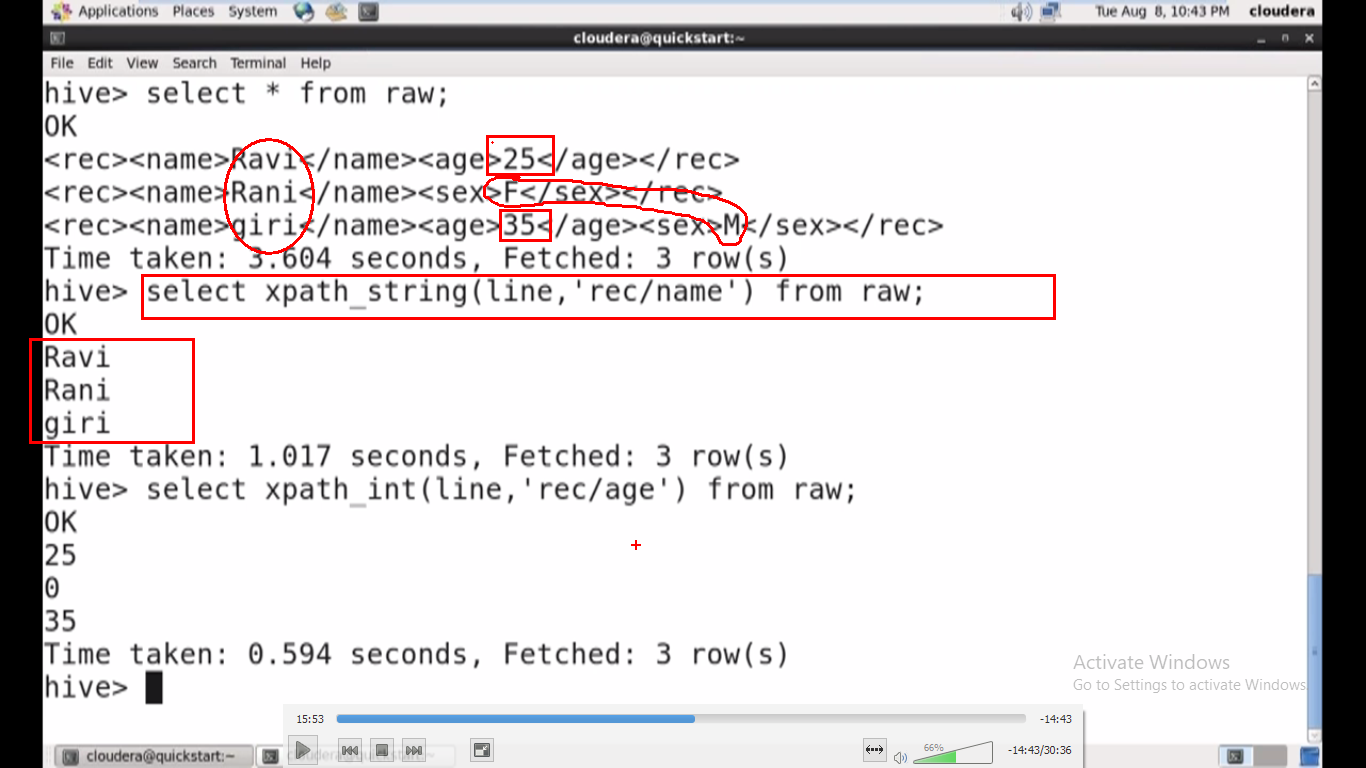 Applications Places System Tue Aug 8, 10:43 PM cloudera
cloudera@quickstart:~
File Edit View Search Terminal Help
hive> select * from raw;
OK
<rec><name>Ravi</name><age>25</age></rec>
<rec><name>Rani</name><sex>F</sex></rec>
<rec><name>giri</name><age>35</age><sex>M</sex></rec>
Time taken: 3.604 seconds, Fetched: 3 row(s)
hive> select xpath_string(line,'rec/name') from raw;
OK
Ravi
Rani
giri
Time taken: 1.017 seconds, Fetched: 3 row(s)
hive> select xpath_int(line,'rec/age') from raw;
OK
25
0
35
Time taken: 0.594 seconds, Fetched: 3 row(s)
hive>
Activate Windows
Go to Settings to activate Windows.
15:53 -14:43
66% -14:43/30:36
cloudera@quickstart:~ cloudera@quickstart:~